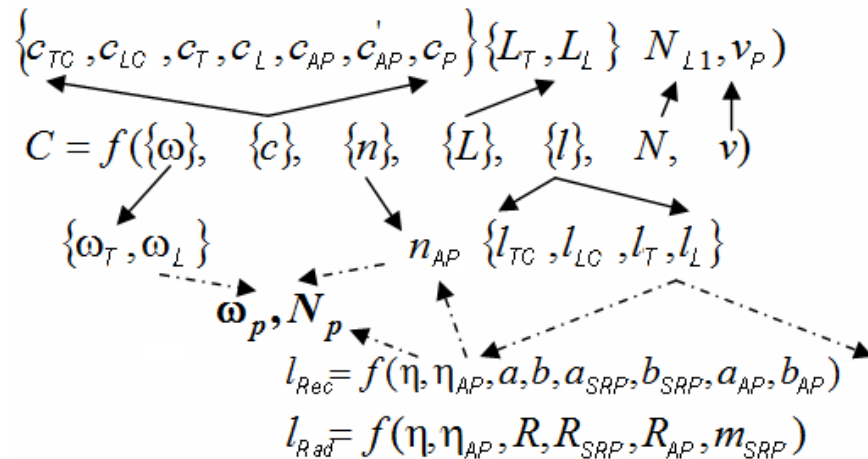 {c_TC, c_LC, c_T, c_L, c_AP, c'_AP, c_P}{L_T, L_L} N_L1, v_P)
C = f({ω}, {c}, {n}, {L}, {l}, N, v)
{ω_T, ω_L} n_AP {l_TC, l_LC, l_T, l_L}
ω_p, N_p
l_Rec = f(η, η_AP, a, b, a_SRP, b_SRP, a_AP, b_AP)
l_Rad = f(η, η_AP, R, R_SRP, R_AP, m_SRP)